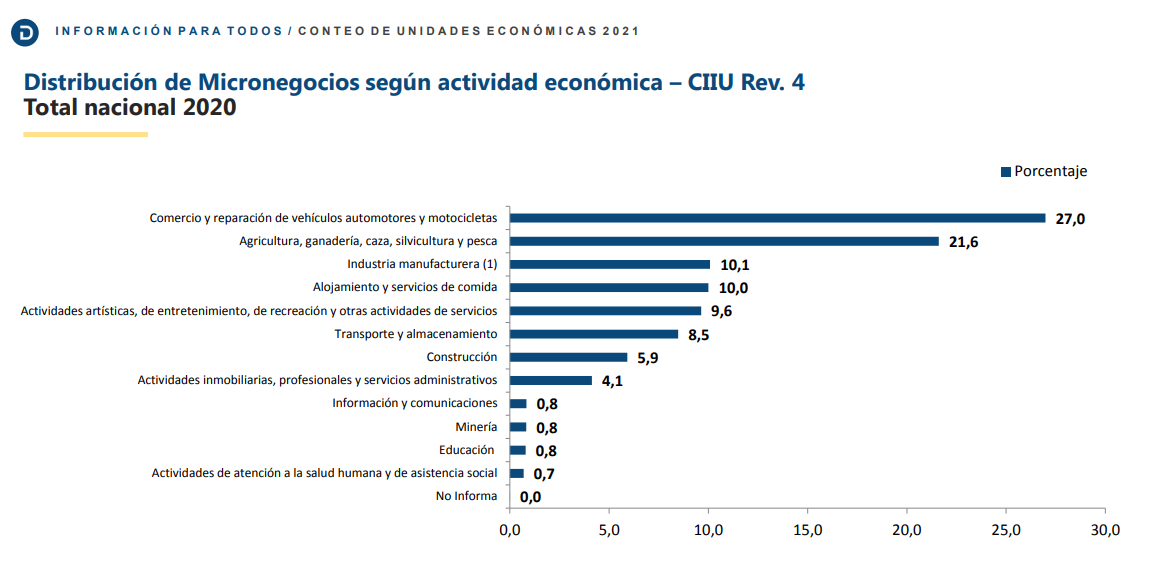 INFORMACIÓN PARA TODOS / CONTEO DE UNIDADES ECONÓMICAS 2021
Distribución de Micronegocios según actividad económica – CIIU Rev. 4
Total nacional 2020
Porcentaje
Comercio y reparación de vehículos automotores y motocicletas 27,0
Agricultura, ganadería, caza, silvicultura y pesca 21,6
Industria manufacturera (1) 10,1
Alojamiento y servicios de comida 10,0
Actividades artísticas, de entretenimiento, de recreación y otras actividades de servicios 9,6
Transporte y almacenamiento 8,5
Construcción 5,9
Actividades inmobiliarias, profesionales y servicios administrativos 4,1
Información y comunicaciones 0,8
Minería 0,8
Educación 0,8
Actividades de atención a la salud humana y de asistencia social 0,7
No Informa 0,0
0,0 5,0 10,0 15,0 20,0 25,0 30,0